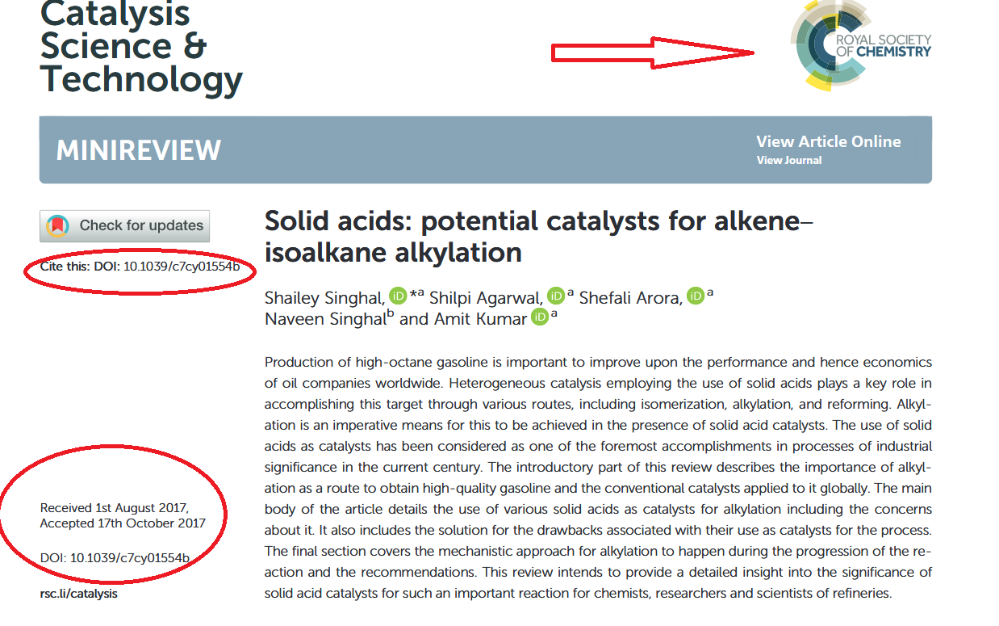 Catalysis
Science &
Technology
ROYAL SOCIETY
OF CHEMISTRY
MINIREVIEW
View Article Online
View Journal
Check for updates
Cite this: DOI: 10.1039/c7cy01554b
Received 1st August 2017,
Accepted 17th October 2017
DOI: 10.1039/c7cy01554b
rsc.li/catalysis
Solid acids: potential catalysts for alkene–
isoalkane alkylation
Shailey Singhal, iD *a Shilpi Agarwal, iD a Shefali Arora, iD a
Naveen Singhalb and Amit Kumar iD a
Production of high-octane gasoline is important to improve upon the performance and hence economics
of oil companies worldwide. Heterogeneous catalysis employing the use of solid acids plays a key role in
accomplishing this target through various routes, including isomerization, alkylation, and reforming. Alkyl-
ation is an imperative means for this to be achieved in the presence of solid acid catalysts. The use of solid
acids as catalysts has been considered as one of the foremost accomplishments in processes of industrial
significance in the current century. The introductory part of this review describes the importance of alkyl-
ation as a route to obtain high-quality gasoline and the conventional catalysts applied to it globally. The main
body of the article details the use of various solid acids as catalysts for alkylation including the concerns
about it. It also includes the solution for the drawbacks associated with their use as catalysts for the process.
The final section covers the mechanistic approach for alkylation to happen during the progression of the re-
action and the recommendations. This review intends to provide a detailed insight into the significance of
solid acid catalysts for such an important reaction for chemists, researchers and scientists of refineries.